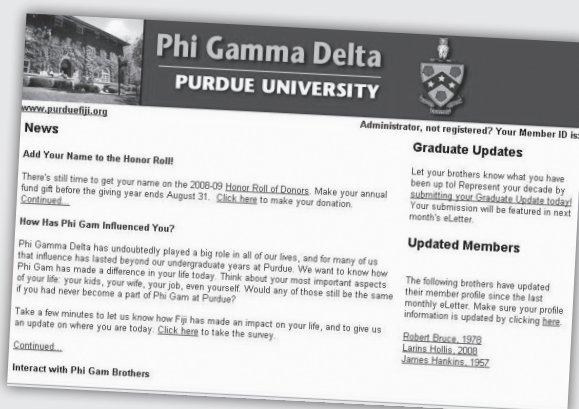 Phi Gamma Delta
PURDUE UNIVERSITY
www.purduefiji.org
Administrator, not registered? Your Member ID is:
News
Add Your Name to the Honor Roll!
There's still time to get your name on the 2008-09 Honor Roll of Donors. Make your annual
fund gift before the giving year ends August 31. Click here to make your donation.
Continued...
How Has Phi Gam Influenced You?
Phi Gamma Delta has undoubtedly played a big role in all of our lives, and for many of us
that influence has lasted beyond our undergraduate years at Purdue. We want to know how
Phi Gam has made a difference in your life today. Think about your most important aspects
of your life: your kids, your wife, your job, even yourself. Would any of those still be the same
if you had never become a part of Phi Gam at Purdue?
Take a few minutes to let us know how Fiji has made an impact on your life, and to give us
an update on where you are today. Click here to take the survey.
Continued...
Interact with Phi Gam Brothers
Graduate Updates
Let your brothers know what you have
been up to! Represent your decade by
submitting your Graduate Update today!
Your submission will be featured in next
month's eLetter.
Updated Members
The following brothers have updated
their member profile since the last
monthly eLetter. Make sure your profile
information is updated by clicking here.
Robert Bruce, 1978
Larins Hollis, 2008
James Hankins, 1957